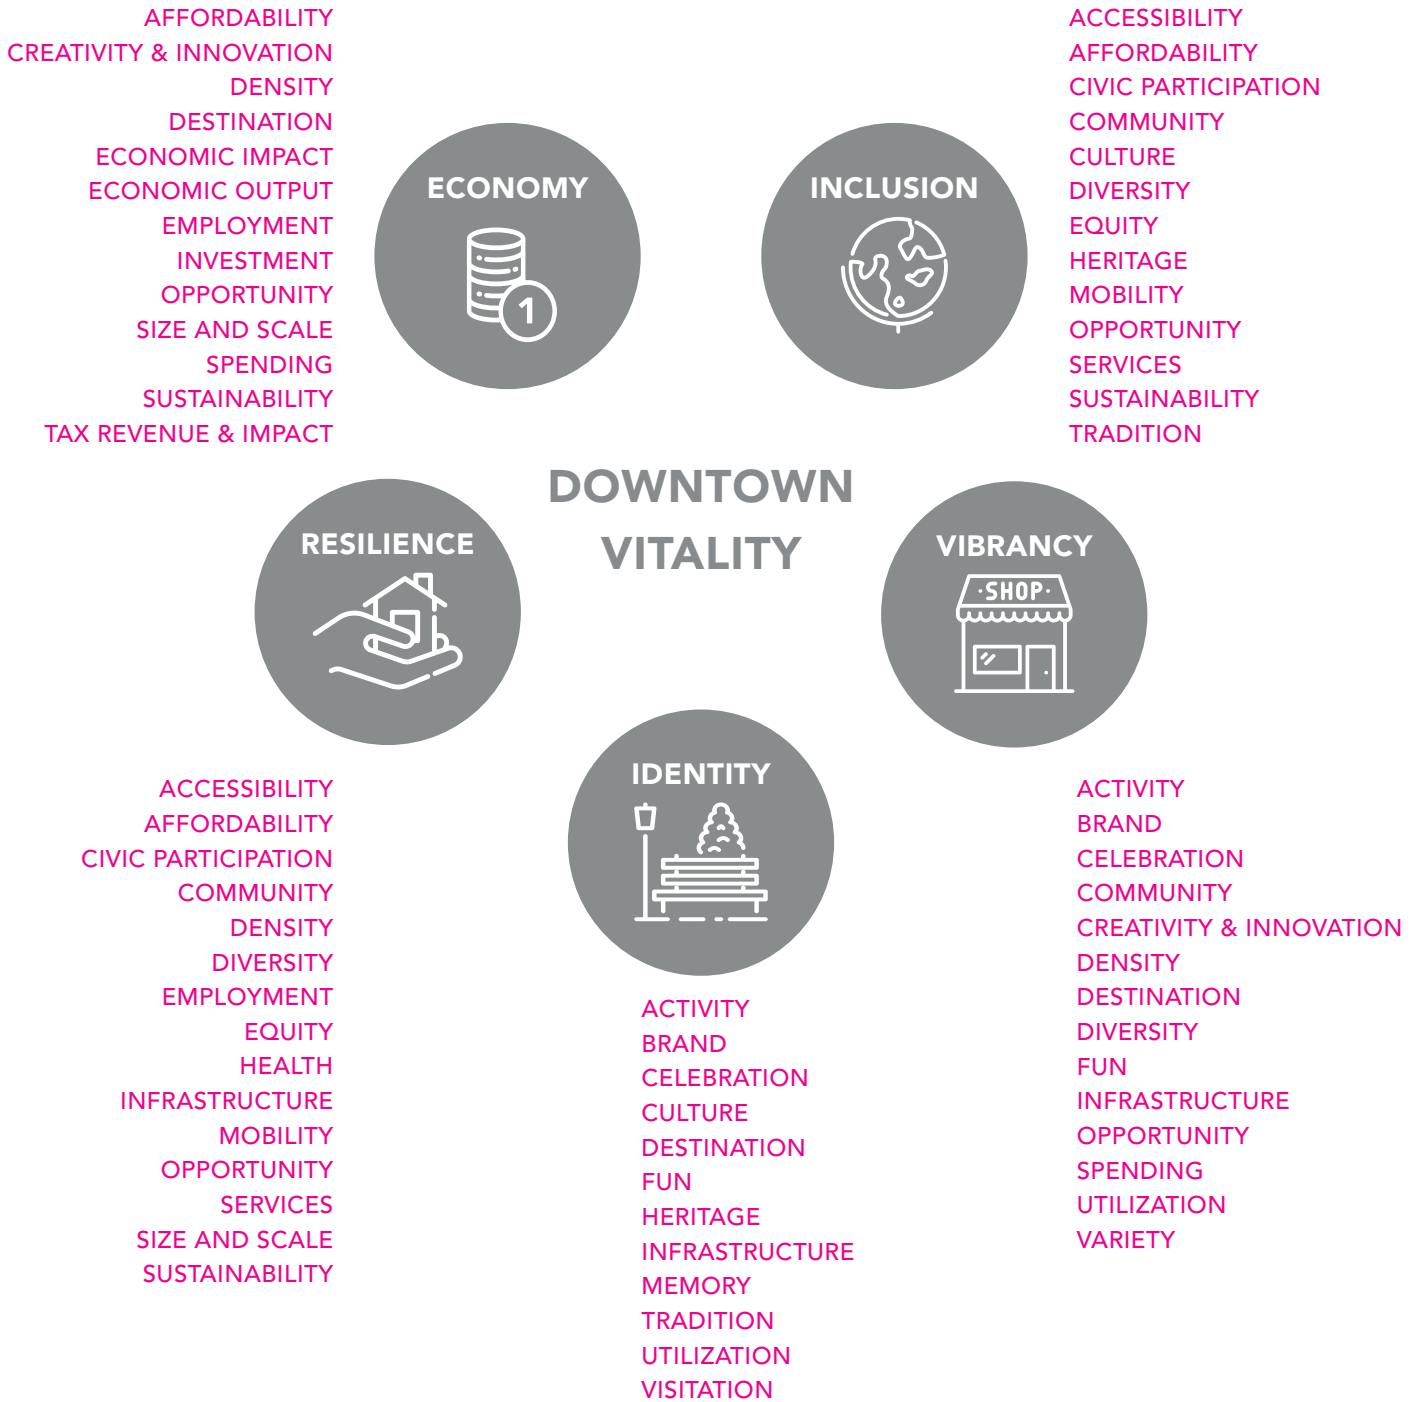 AFFORDABILITY
CREATIVITY & INNOVATION
DENSITY
DESTINATION
ECONOMIC IMPACT
ECONOMIC OUTPUT
EMPLOYMENT
INVESTMENT
OPPORTUNITY
SIZE AND SCALE
SPENDING
SUSTAINABILITY
TAX REVENUE & IMPACT
ECONOMY
1
INCLUSION
ACCESSIBILITY
AFFORDABILITY
CIVIC PARTICIPATION
COMMUNITY
CULTURE
DIVERSITY
EQUITY
HERITAGE
MOBILITY
OPPORTUNITY
SERVICES
SUSTAINABILITY
TRADITION
DOWNTOWN
VITALITY
RESILIENCE
ACCESSIBILITY
AFFORDABILITY
CIVIC PARTICIPATION
COMMUNITY
DENSITY
DIVERSITY
EMPLOYMENT
EQUITY
HEALTH
INFRASTRUCTURE
MOBILITY
OPPORTUNITY
SERVICES
SIZE AND SCALE
SUSTAINABILITY
IDENTITY
ACTIVITY
BRAND
CELEBRATION
CULTURE
DESTINATION
FUN
HERITAGE
INFRASTRUCTURE
MEMORY
TRADITION
UTILIZATION
VISITATION
VIBRANCY
·SHOP·
ACTIVITY
BRAND
CELEBRATION
COMMUNITY
CREATIVITY & INNOVATION
DENSITY
DESTINATION
DIVERSITY
FUN
INFRASTRUCTURE
OPPORTUNITY
SPENDING
UTILIZATION
VARIETY